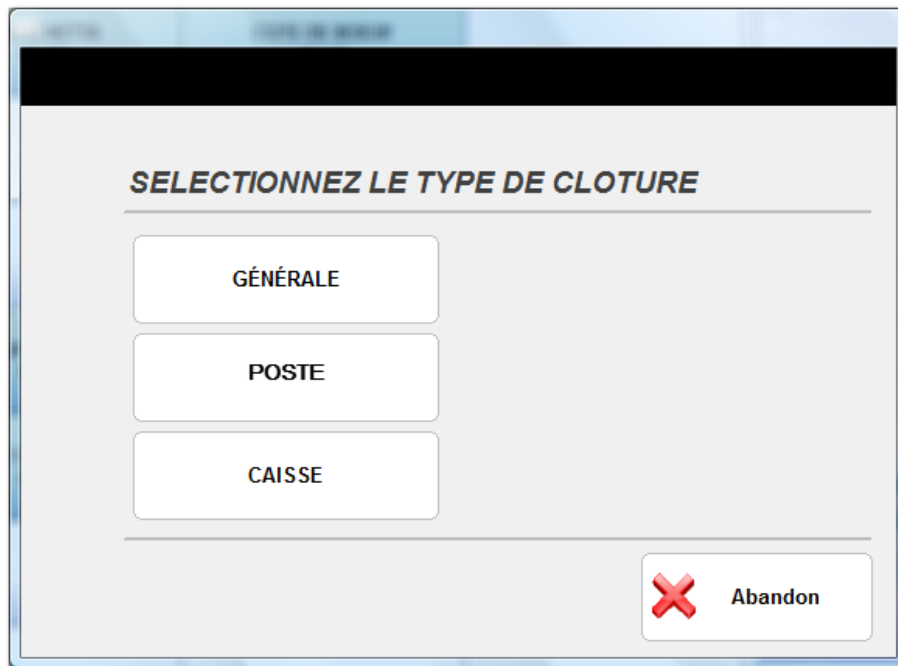 SELECTIONNEZ LE TYPE DE CLOTURE
GÉNÉRALE
POSTE
CAISSE
Abandon